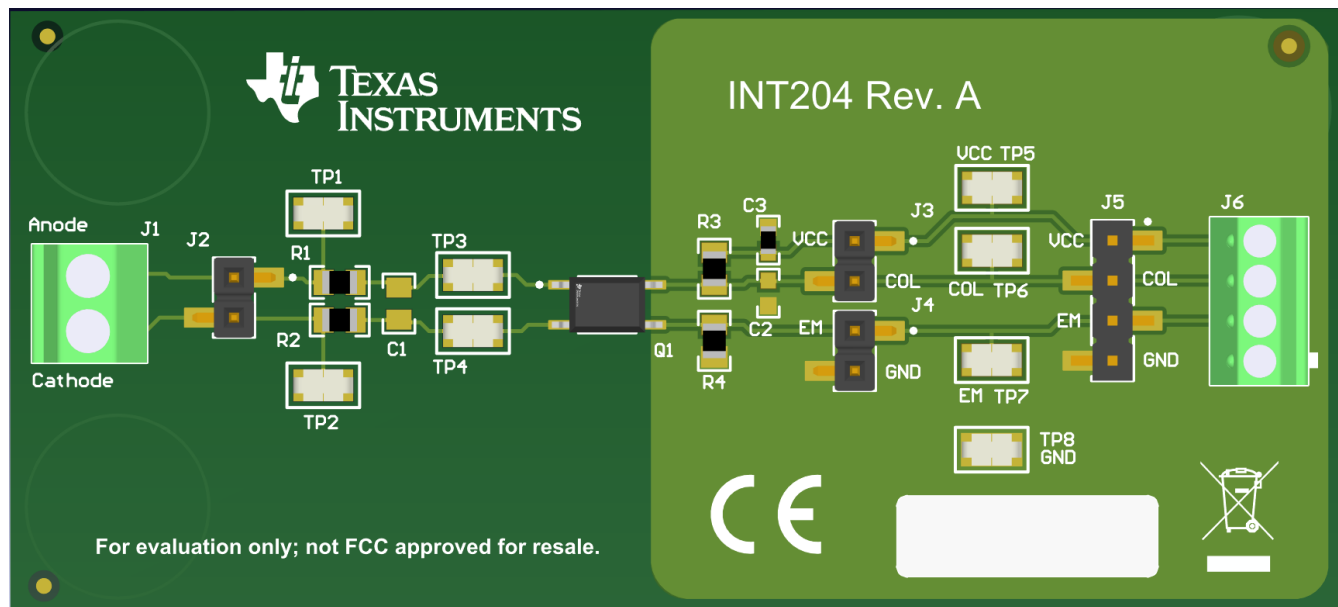 TEXAS
INSTRUMENTS
INT204 Rev. A
VCC TP5
TP1
Anode
J1
J2
R1
TP3
R3
C3
VCC
J3
J5
J6
VCC
COL
COL TP6
COL
R2
C1
TP4
Q1
C2
EM
J4
EM
Cathode
R4
GND
GND
TP2
EM TP7
TP8
GND
CE
For evaluation only; not FCC approved for resale.